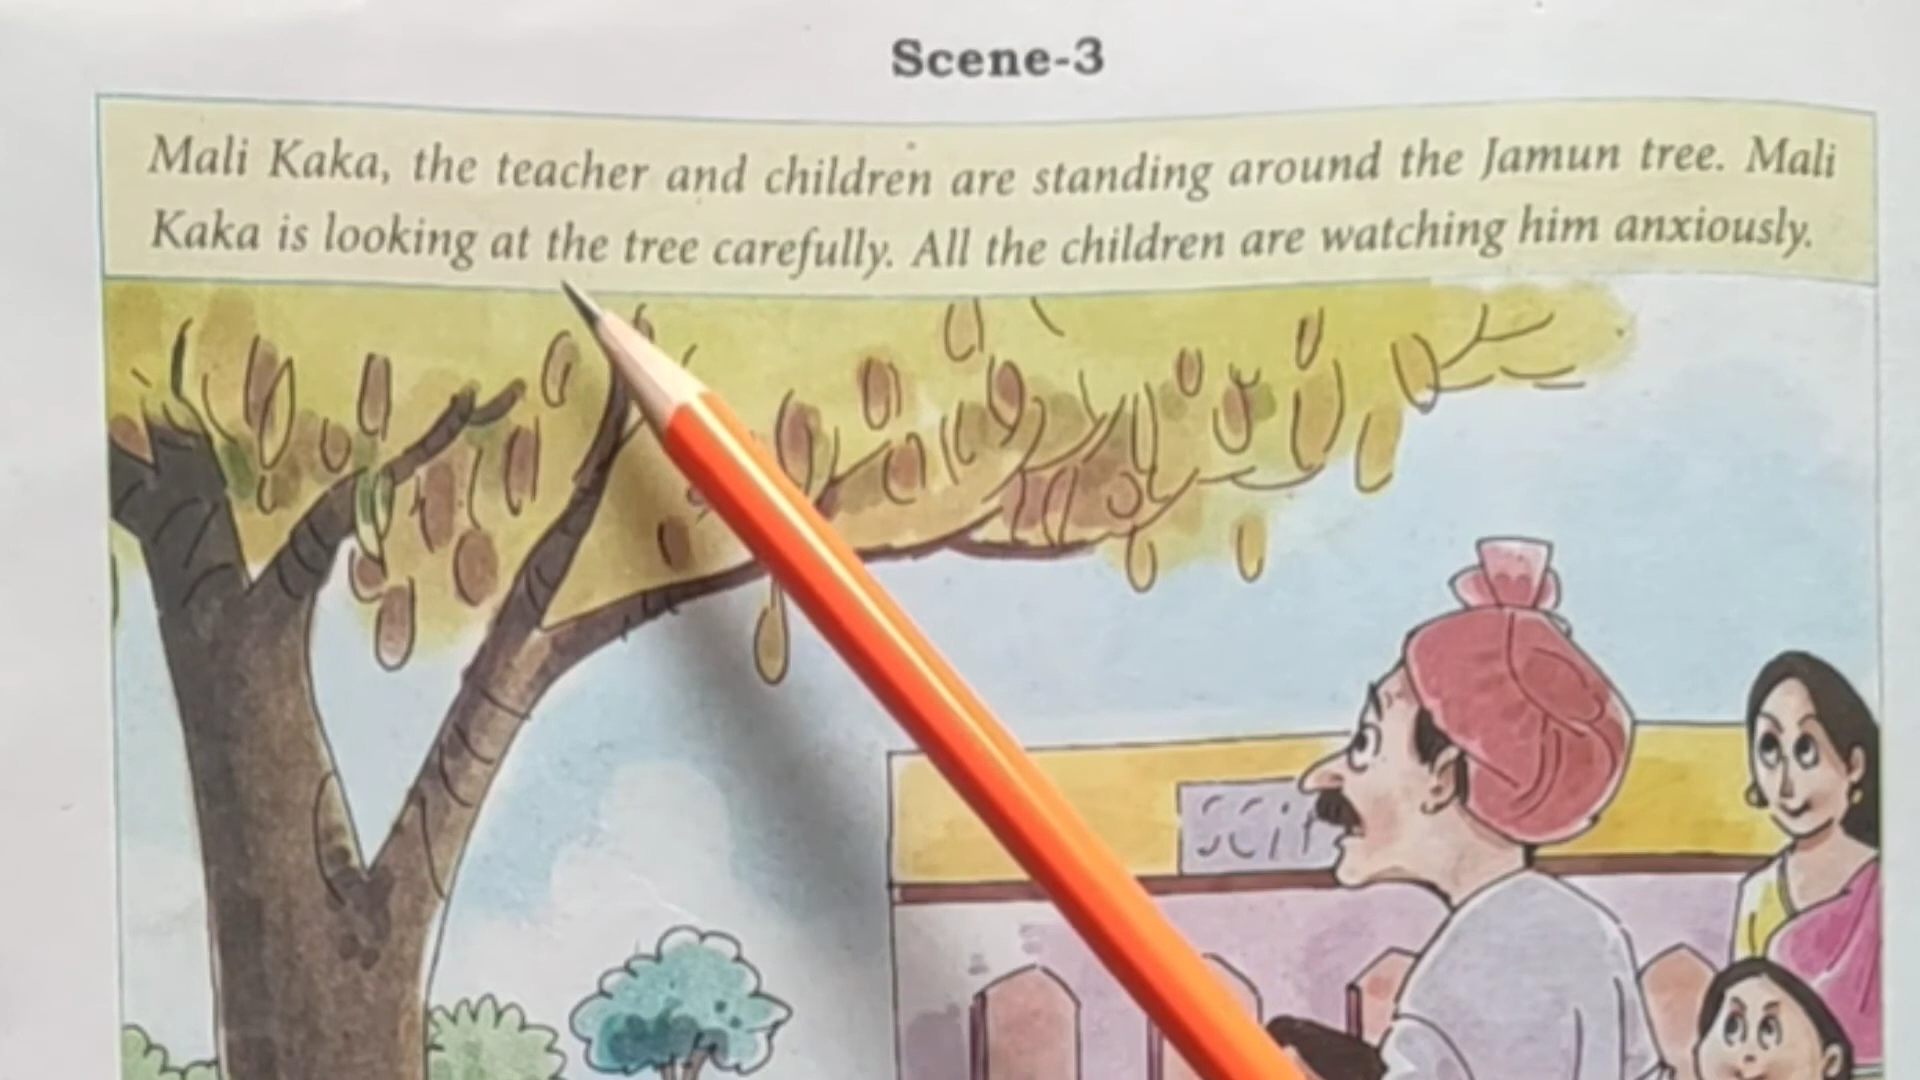 Scene-3
Mali Kaka, the teacher and children are standing around the Jamun tree. Mali
Kaka is looking at the tree carefully. All the children are watching him anxiously.